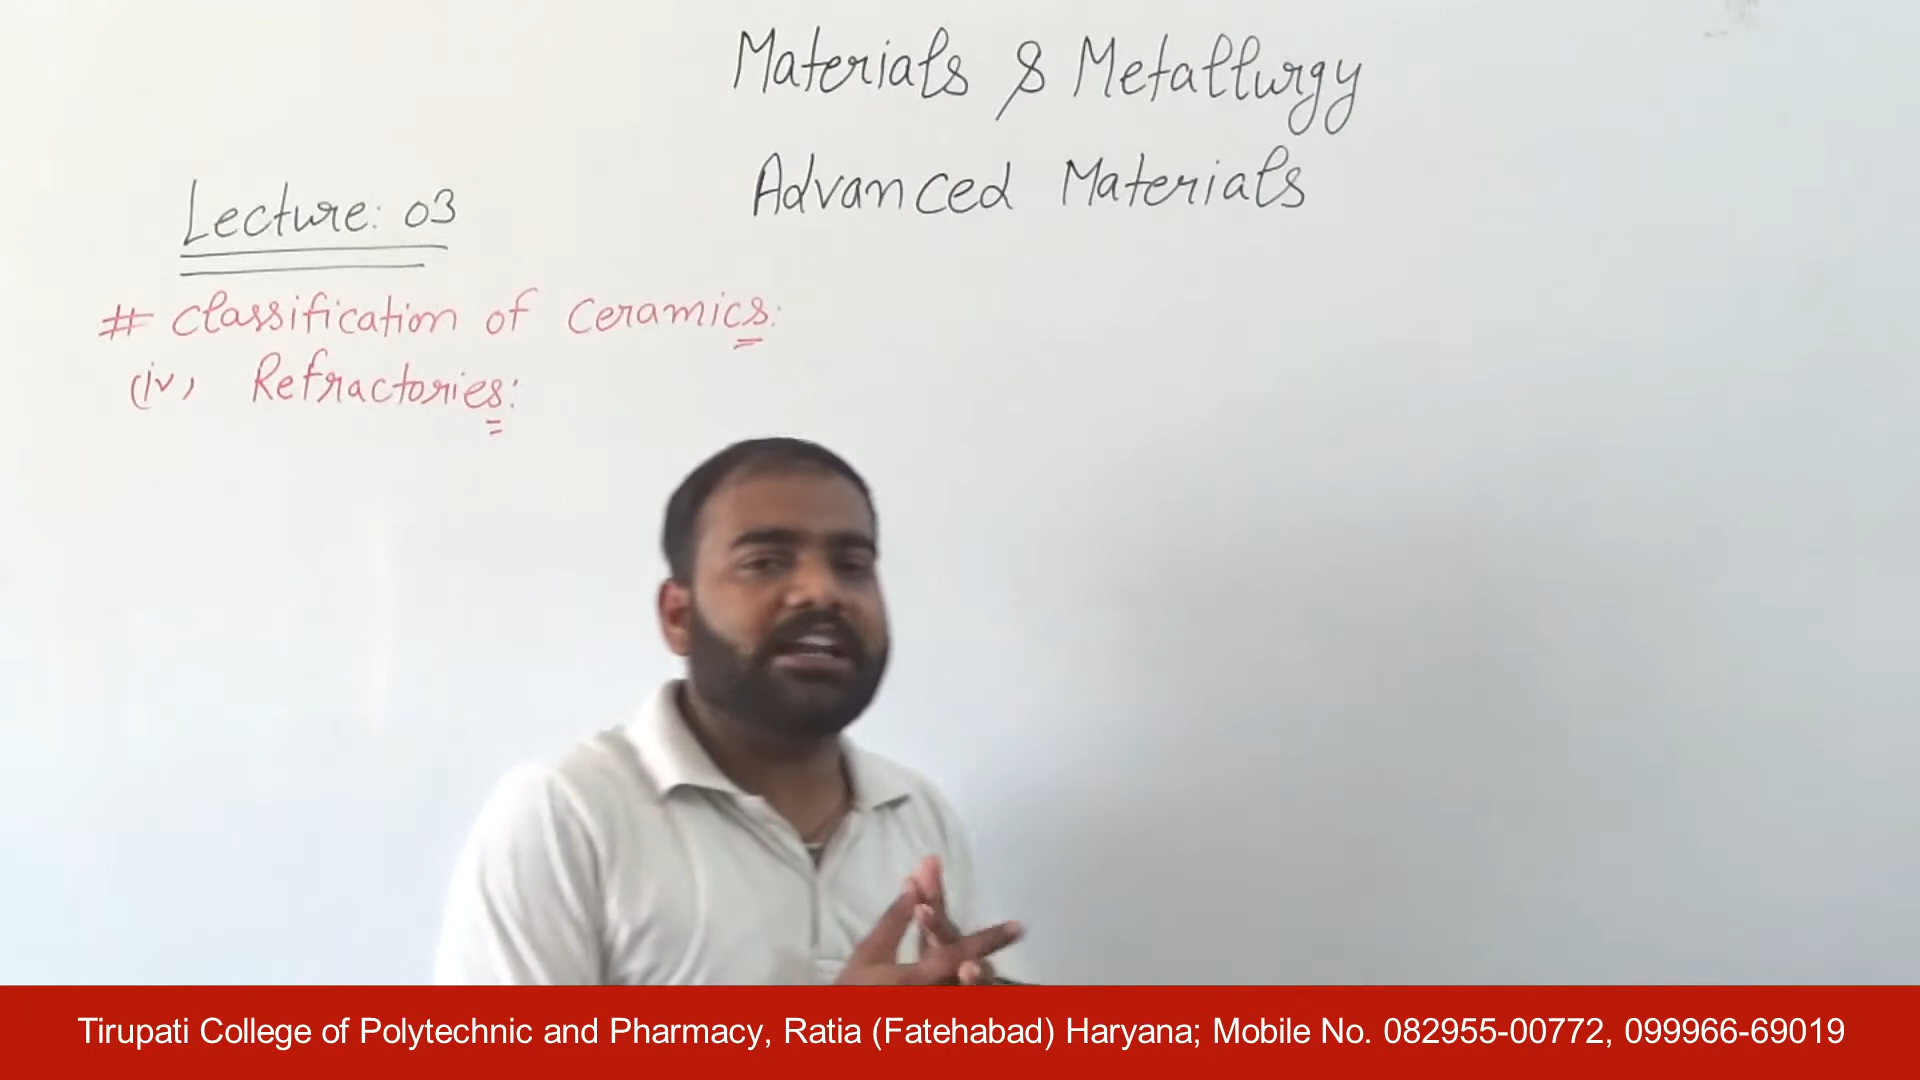 Materials & Metallurgy
Advanced Materials
Lecture: 03
# Classification of Ceramics:
(iv) Refractories:
Tirupati College of Polytechnic and Pharmacy, Ratia (Fatehabad) Haryana; Mobile No. 082955-00772, 099966-69019